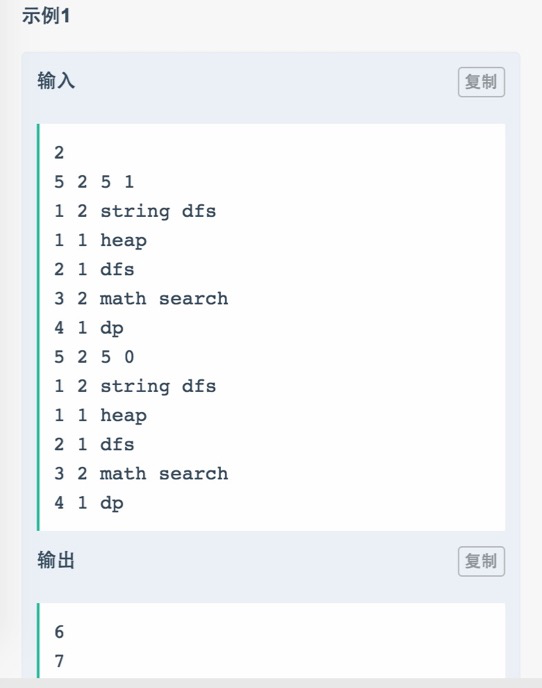 示例1
输入
复制
2
5 2 5 1
1 2 string dfs
1 1 heap
2 1 dfs
3 2 math search
4 1 dp
5 2 5 0
1 2 string dfs
1 1 heap
2 1 dfs
3 2 math search
4 1 dp
输出
复制
6
7